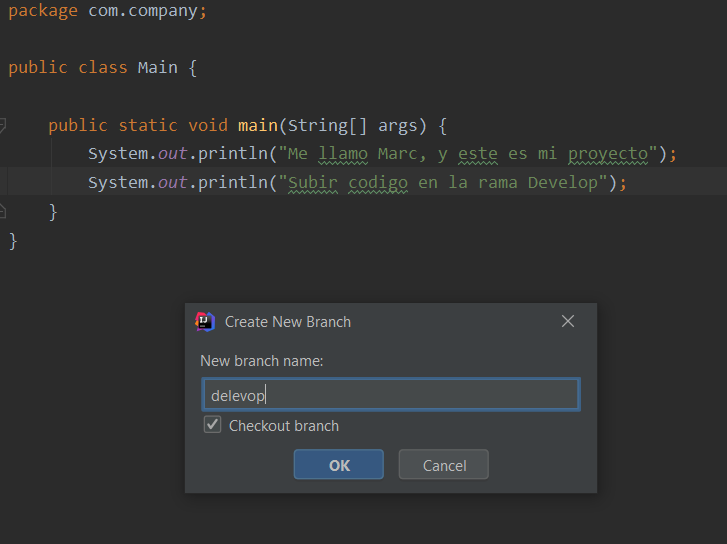 package com.company;
public class Main {
public static void main(String[] args) {
System.out.println("Me llamo Marc, y este es mi proyecto");
System.out.println("Subir codigo en la rama Develop");
}
}
IJ
Create New Branch
New branch name:
delevop
Checkout branch
OK
Cancel